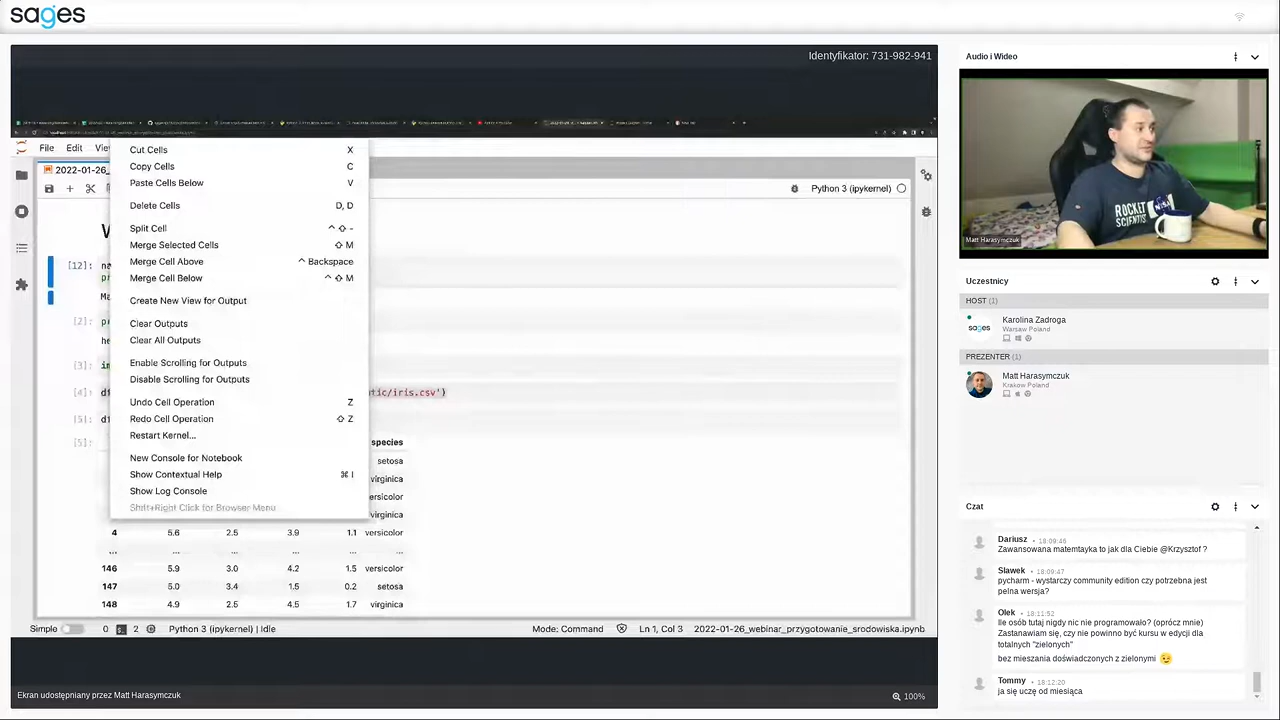 sages
Identyfikator: 731-982-941
File Edit
Cut Cells X
Copy Cells C
Paste Cells Below V
Delete Cells D, D
Split Cell ^ ⇧ -
Merge Selected Cells ⇧ M
Merge Cell Above ^ Backspace
Merge Cell Below ^ ⇧ M
Create New View for Output
Clear Outputs
Clear All Outputs
Enable Scrolling for Outputs
Disable Scrolling for Outputs
Undo Cell Operation Z
Redo Cell Operation ⇧ Z
Restart Kernel...
New Console for Notebook
Show Contextual Help ⌘ I
Show Log Console
Shift+Right Click for Browser Menu
2022-01-26_
Python 3 (ipykernel)
[12]:
[2]:
[3]:
[4]: tic/iris.csv')
[5]:
[5]: species
setosa
virginica
versicolor
virginica
4 5.6 2.5 3.9 1.1 versicolor
... ... ... ... ... ...
146 5.9 3.0 4.2 1.5 versicolor
147 5.0 3.4 1.5 0.2 setosa
148 4.9 2.5 4.5 1.7 virginica
Simple 0 2 Python 3 (ipykernel) | Idle Mode: Command Ln 1, Col 3 2022-01-26_webinar_przygotowanie_srodowiska.ipynb
Ekran udostępniany przez Matt Harasymczuk 100%
Audio i Wideo
ROCKET
SCIENTIST
NASA
Matt Harasymczuk
Uczestnicy
HOST (1)
sages
Karolina Zadroga
Warsaw Poland
PREZENTER (1)
Matt Harasymczuk
Krakow Poland
Czat
Dariusz • 18:09:46
Zawansowana matemtayka to jak dla Ciebie @Krzysztof ?
Slawek • 18:09:47
pycharm - wystarczy community edition czy potrzebna jest
pelna wersja?
Olek • 18:11:52
Ile osób tutaj nigdy nic nie programowało? (oprócz mnie)
Zastanawiam się, czy nie powinno być kursu w edycji dla
totalnych "zielonych"
bez mieszania doświadczonych z zielonymi 😉
Tommy • 18:12:20
ja się uczę od miesiąca